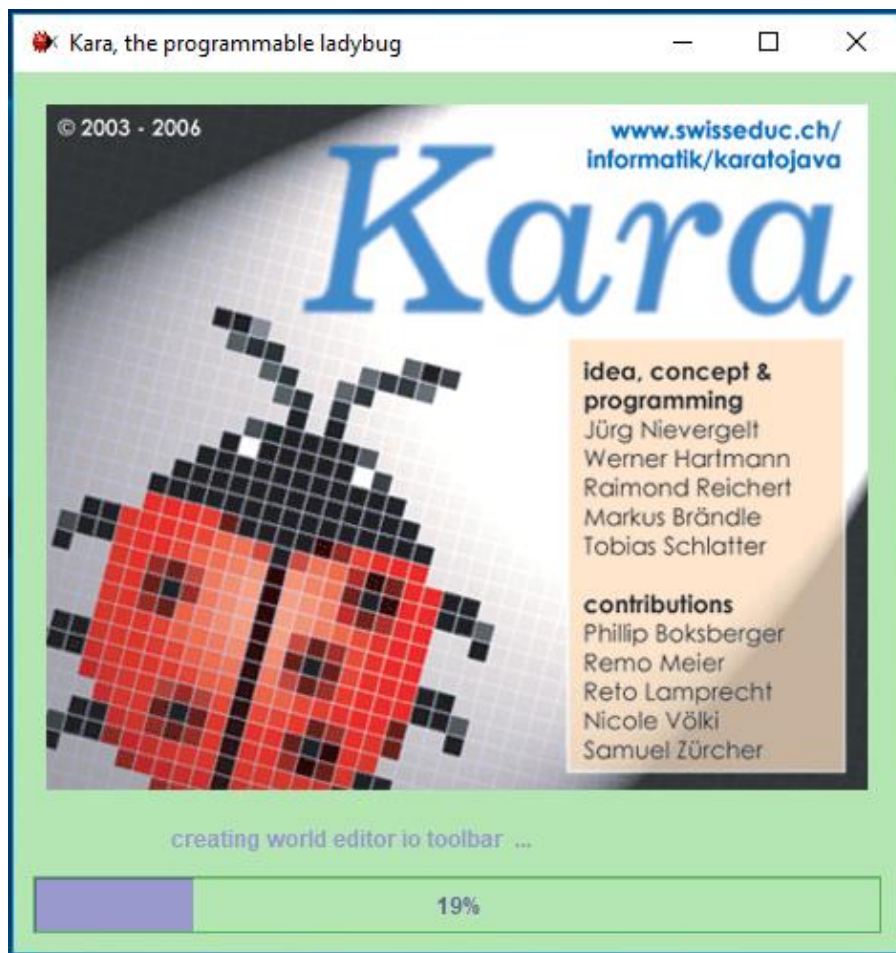 Kara, the programmable ladybug
© 2003 - 2006
www.swisseduc.ch/
informatik/karatojava
Kara
idea, concept &
programming
Jürg Nievergelt
Werner Hartmann
Raimond Reichert
Markus Brändle
Tobias Schlatter
contributions
Phillip Boksberger
Remo Meier
Reto Lamprecht
Nicole Völki
Samuel Zürcher
creating world editor io toolbar ...
19%